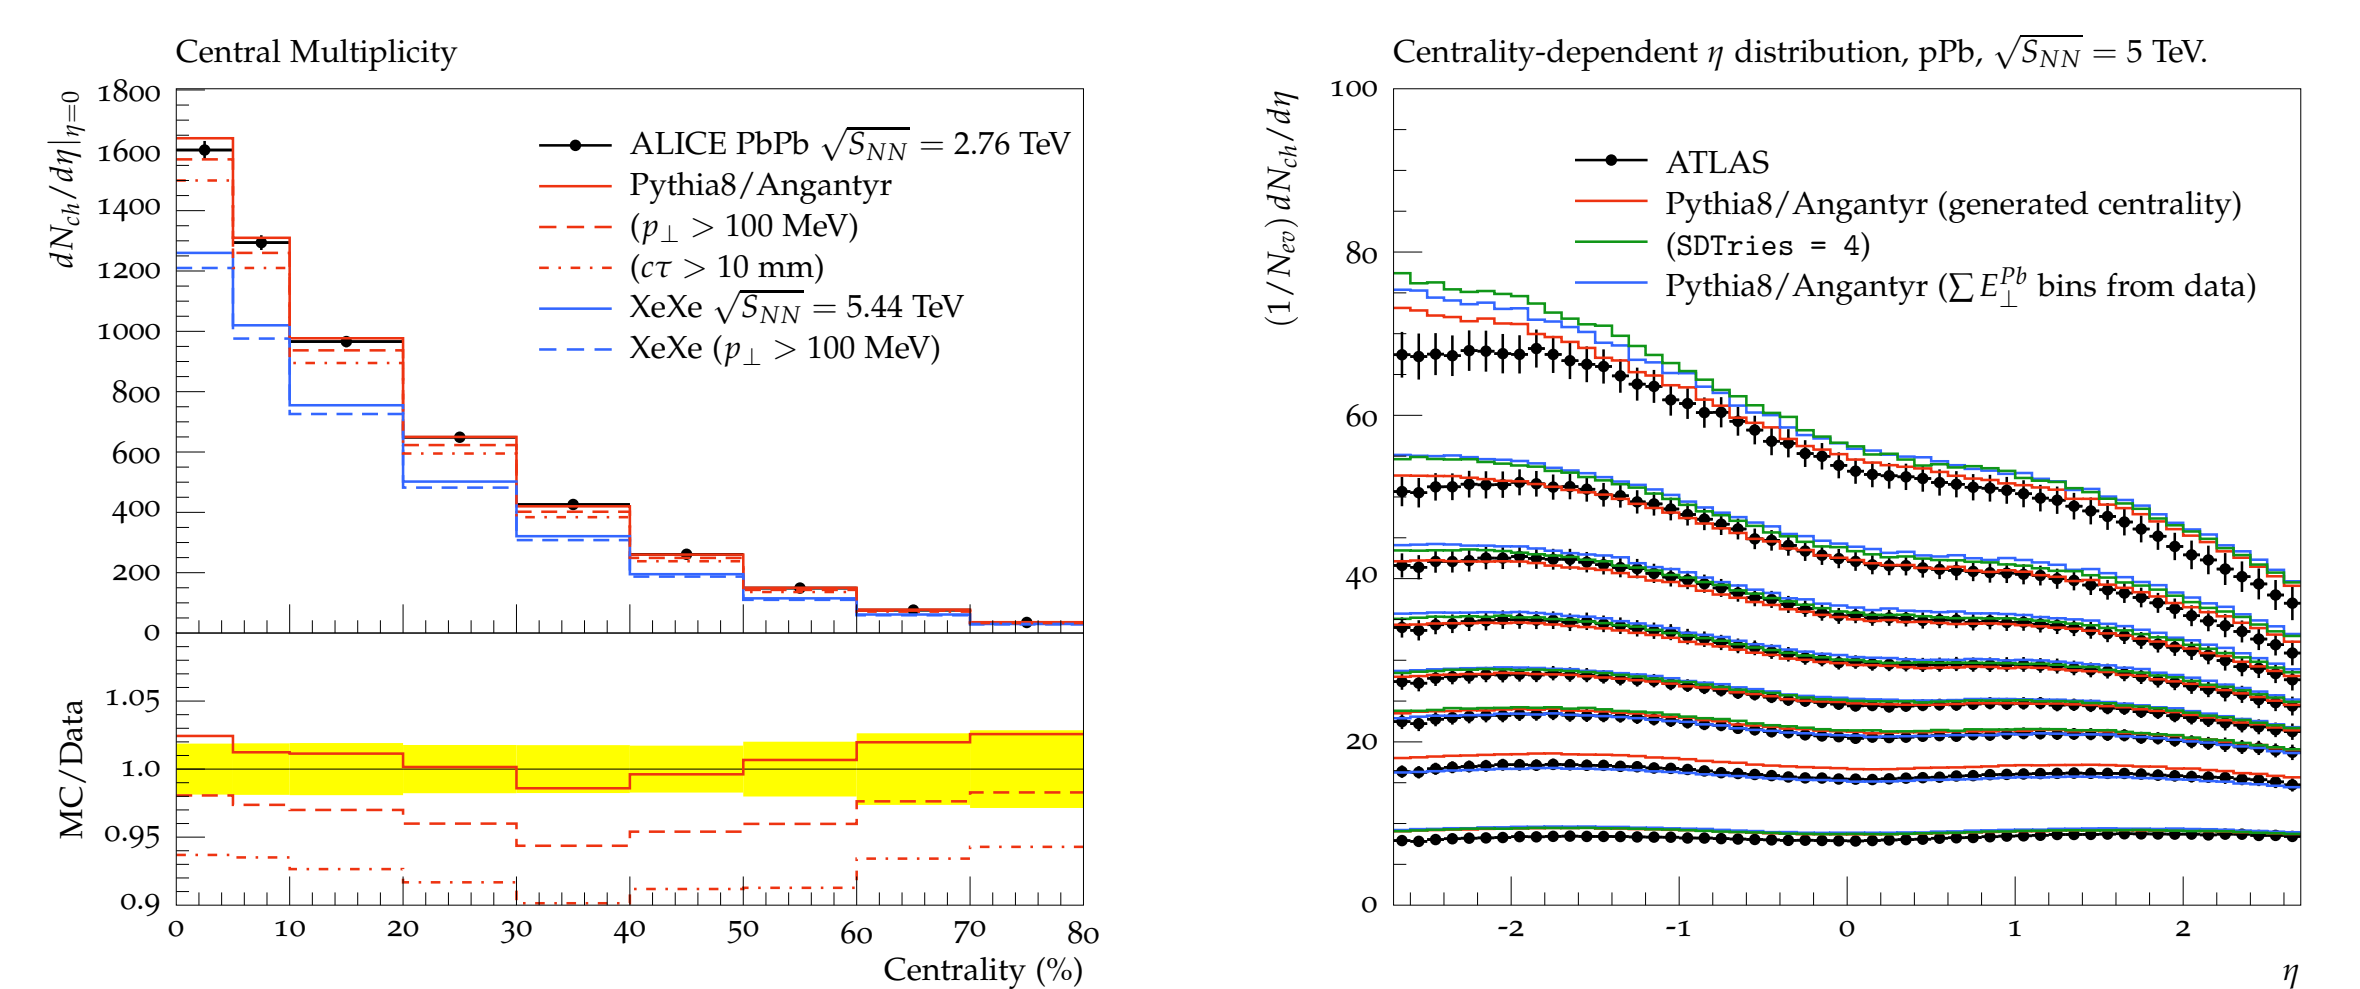 Central Multiplicity
dN_ch/dη|_η=0
1800
1600
1400
1200
1000
800
600
400
200
0
ALICE PbPb √S_NN = 2.76 TeV
Pythia8/Angantyr
(p_⊥ > 100 MeV)
(cτ > 10 mm)
XeXe √S_NN = 5.44 TeV
XeXe (p_⊥ > 100 MeV)
MC/Data
1.05
1.0
0.95
0.9
0 10 20 30 40 50 60 70 80
Centrality (%)
Centrality-dependent η distribution, pPb, √S_NN = 5 TeV.
(1/N_ev) dN_ch/dη
100
80
60
40
20
0
ATLAS
Pythia8/Angantyr (generated centrality)
(SDTries = 4)
Pythia8/Angantyr (∑ E_⊥^Pb bins from data)
-2 -1 0 1 2
η